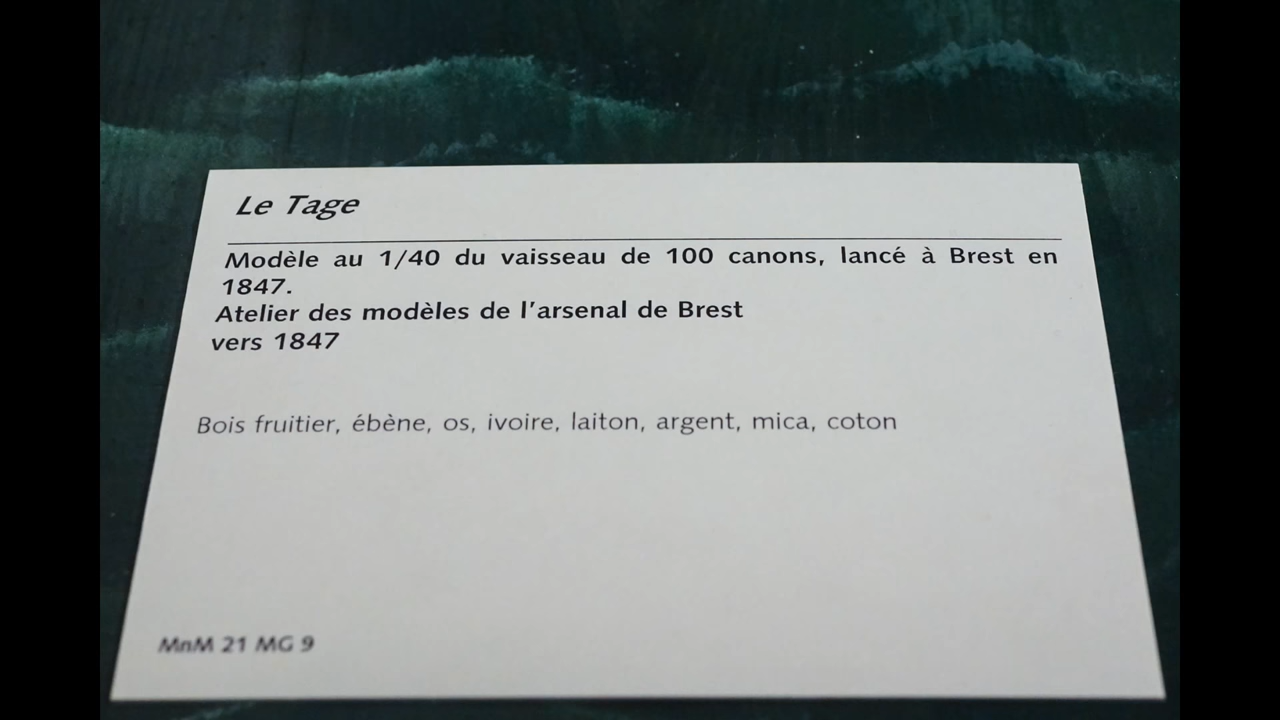 Le Tage
Modèle au 1/40 du vaisseau de 100 canons, lancé à Brest en
1847.
Atelier des modèles de l'arsenal de Brest
vers 1847
Bois fruitier, ébène, os, ivoire, laiton, argent, mica, coton
MnM 21 MG 9